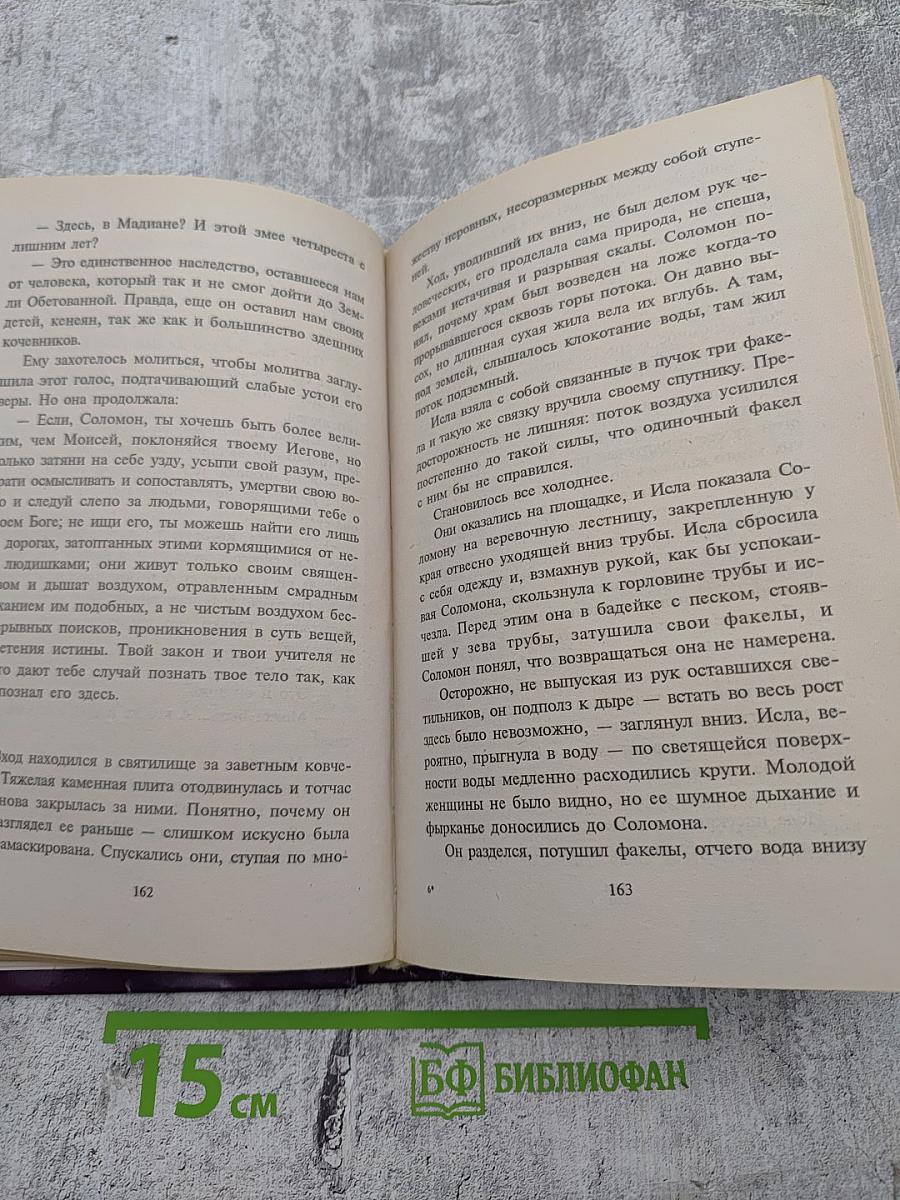 — Здесь, в Мадиане? И этой змее четыреста с
лишним лет?
— Это единственное наследство, оставшееся нам
от человека, который так и не смог дойти до Зем-
ли Обетованной. Правда, еще он оставил нам своих
детей, кенеян, так же как и большинство здешних
кочевников.
Ему захотелось молиться, чтобы молитва заглу-
шила этот голос, подтачивающий слабые устои его
веры. Но она продолжала:
— Если, Соломон, ты хочешь быть более вели-
ким, чем Моисей, поклоняйся твоему Иегове, но
олько затяни на себе узду, усыпи свой разум, пре-
рати осмысливать и сопоставлять, умертви свою во-
ю и следуй слепо за людьми, говорящими тебе о
оем Боге; не ищи его, ты можешь найти его лишь
дорогах, затоптанных этими кормящимися от не-
людишками; они живут только своим священ-
вом и дышат воздухом, отравленным смрадным
ханием им подобных, а не чистым воздухом бес-
рывных поисков, проникновения в суть вещей,
етения истины. Твой закон и твои учителя не
то дают тебе случай познать твое тело так, как
познал его здесь.
Вход находился в святилище за заветным ковче-
Тяжелая каменная плита отодвинулась и тотчас
нова закрылась за ними. Понятно, почему он
азглядел ее раньше — слишком искусно была
амаскирована. Спускались они, ступая по мно-
162
жеству неровных, несоразмерных между собой ступе-
ней.
Ход, уводивший их вниз, не был делом рук че-
ловеческих, его проделала сама природа, не спеша,
веками истачивая и разрывая скалы. Соломон по-
нял, почему храм был возведен на ложе когда-то
прорывавшегося сквозь горы потока. Он давно вы-
сох, но длинная сухая жила вела их вглубь. А там,
под землей, слышалось клокотание воды, там жил
поток подземный.
Исла взяла с собой связанные в пучок три факе-
ла и такую же связку вручила своему спутнику. Пре-
досторожность не лишняя: поток воздуха усилился
постепенно до такой силы, что одиночный факел
с ним бы не справился.
Становилось все холоднее.
Они оказались на площадке, и Исла показала Со-
ломону на веревочную лестницу, закрепленную у
края отвесно уходящей вниз трубы. Исла сбросила
с себя одежду и, взмахнув рукой, как бы успокаи-
вая Соломона, скользнула к горловине трубы и ис-
чезла. Перед этим она в бадейке с песком, стояв-
шей у зева трубы, затушила свои факелы, и
Соломон понял, что возвращаться она не намерена.
Осторожно, не выпуская из рук оставшихся све-
тильников, он подполз к дыре — встать во весь рост
здесь было невозможно, — заглянул вниз. Исла, ве-
роятно, прыгнула в воду — по светящейся поверх-
ности воды медленно расходились круги. Молодой
женщины не было видно, но ее шумное дыхание и
фырканье доносились до Соломона.
Он разделся, потушил факелы, отчего вода внизу
6*
163
15 см
БФ БИБЛИОФАН